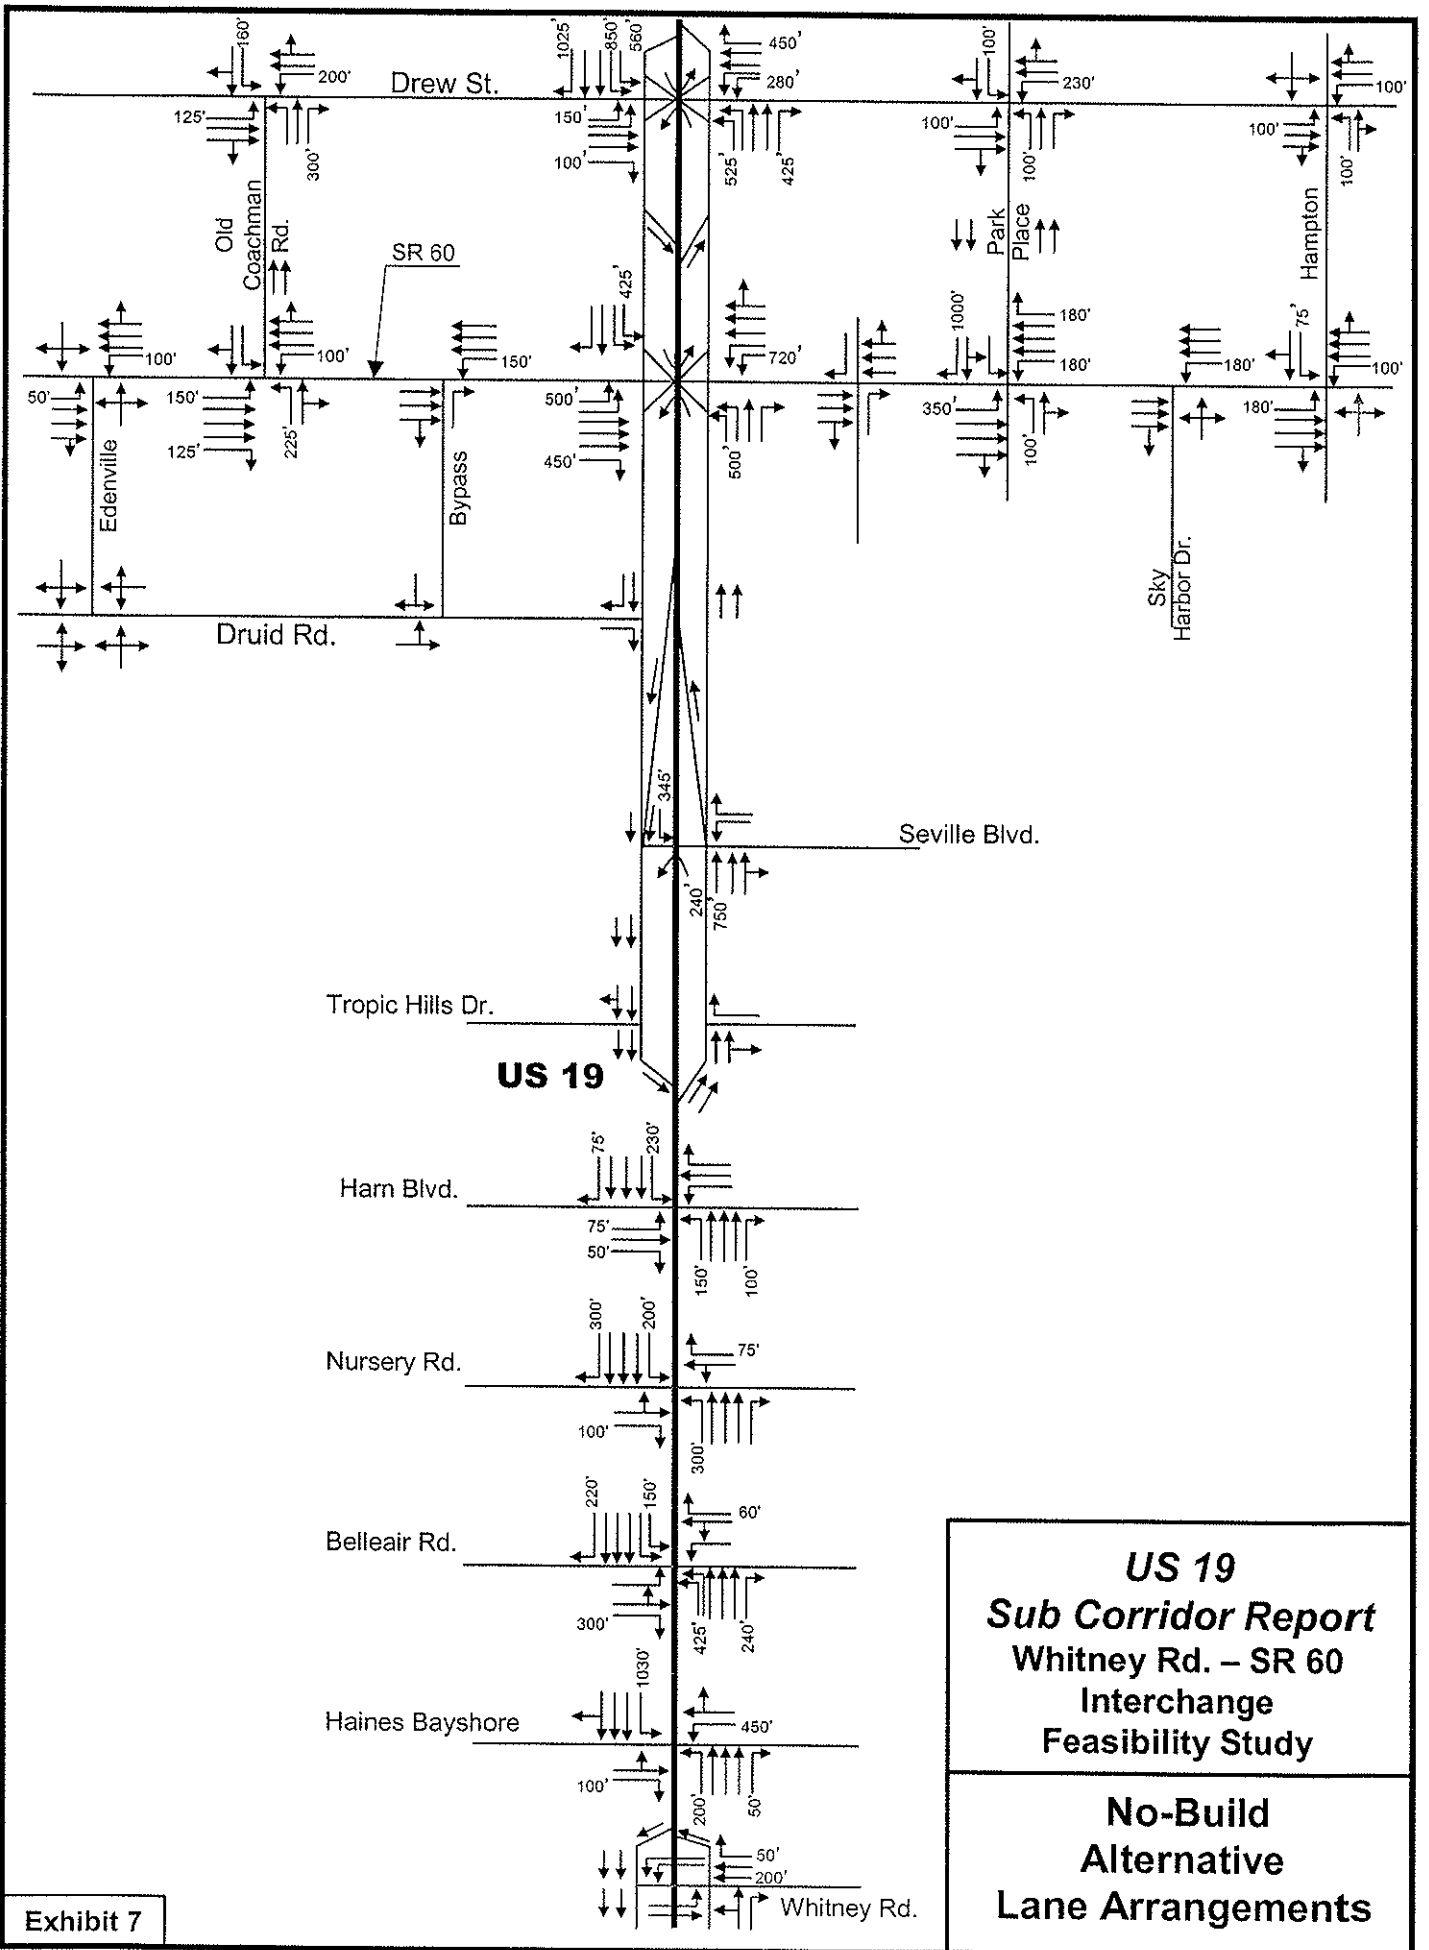 160'
200'
Drew St.
125'
300'
1025'
850'
560'
450'
280'
150'
100'
525'
425'
100'
230'
100'
100'
100'
100'
100'
Old
Coachman
Rd.
SR 60
Park
Place
Hampton
425'
720'
1000'
180'
180'
75'
100'
100'
100'
150'
180'
50'
150'
125'
225'
500'
450'
500'
350'
100'
180'
Edenville
Bypass
Sky
Harbor Dr.
Druid Rd.
345'
Seville Blvd.
240'
750'
Tropic Hills Dr.
US 19
75'
230'
Harn Blvd.
75'
50'
150'
100'
300'
200'
Nursery Rd.
75'
100'
300'
220'
150'
Belleair Rd.
60'
300'
425'
240'
1030'
Haines Bayshore
450'
100'
200'
50'
50'
200'
Whitney Rd.
US 19
Sub Corridor Report
Whitney Rd. – SR 60
Interchange
Feasibility Study
No-Build
Alternative
Lane Arrangements
Exhibit 7